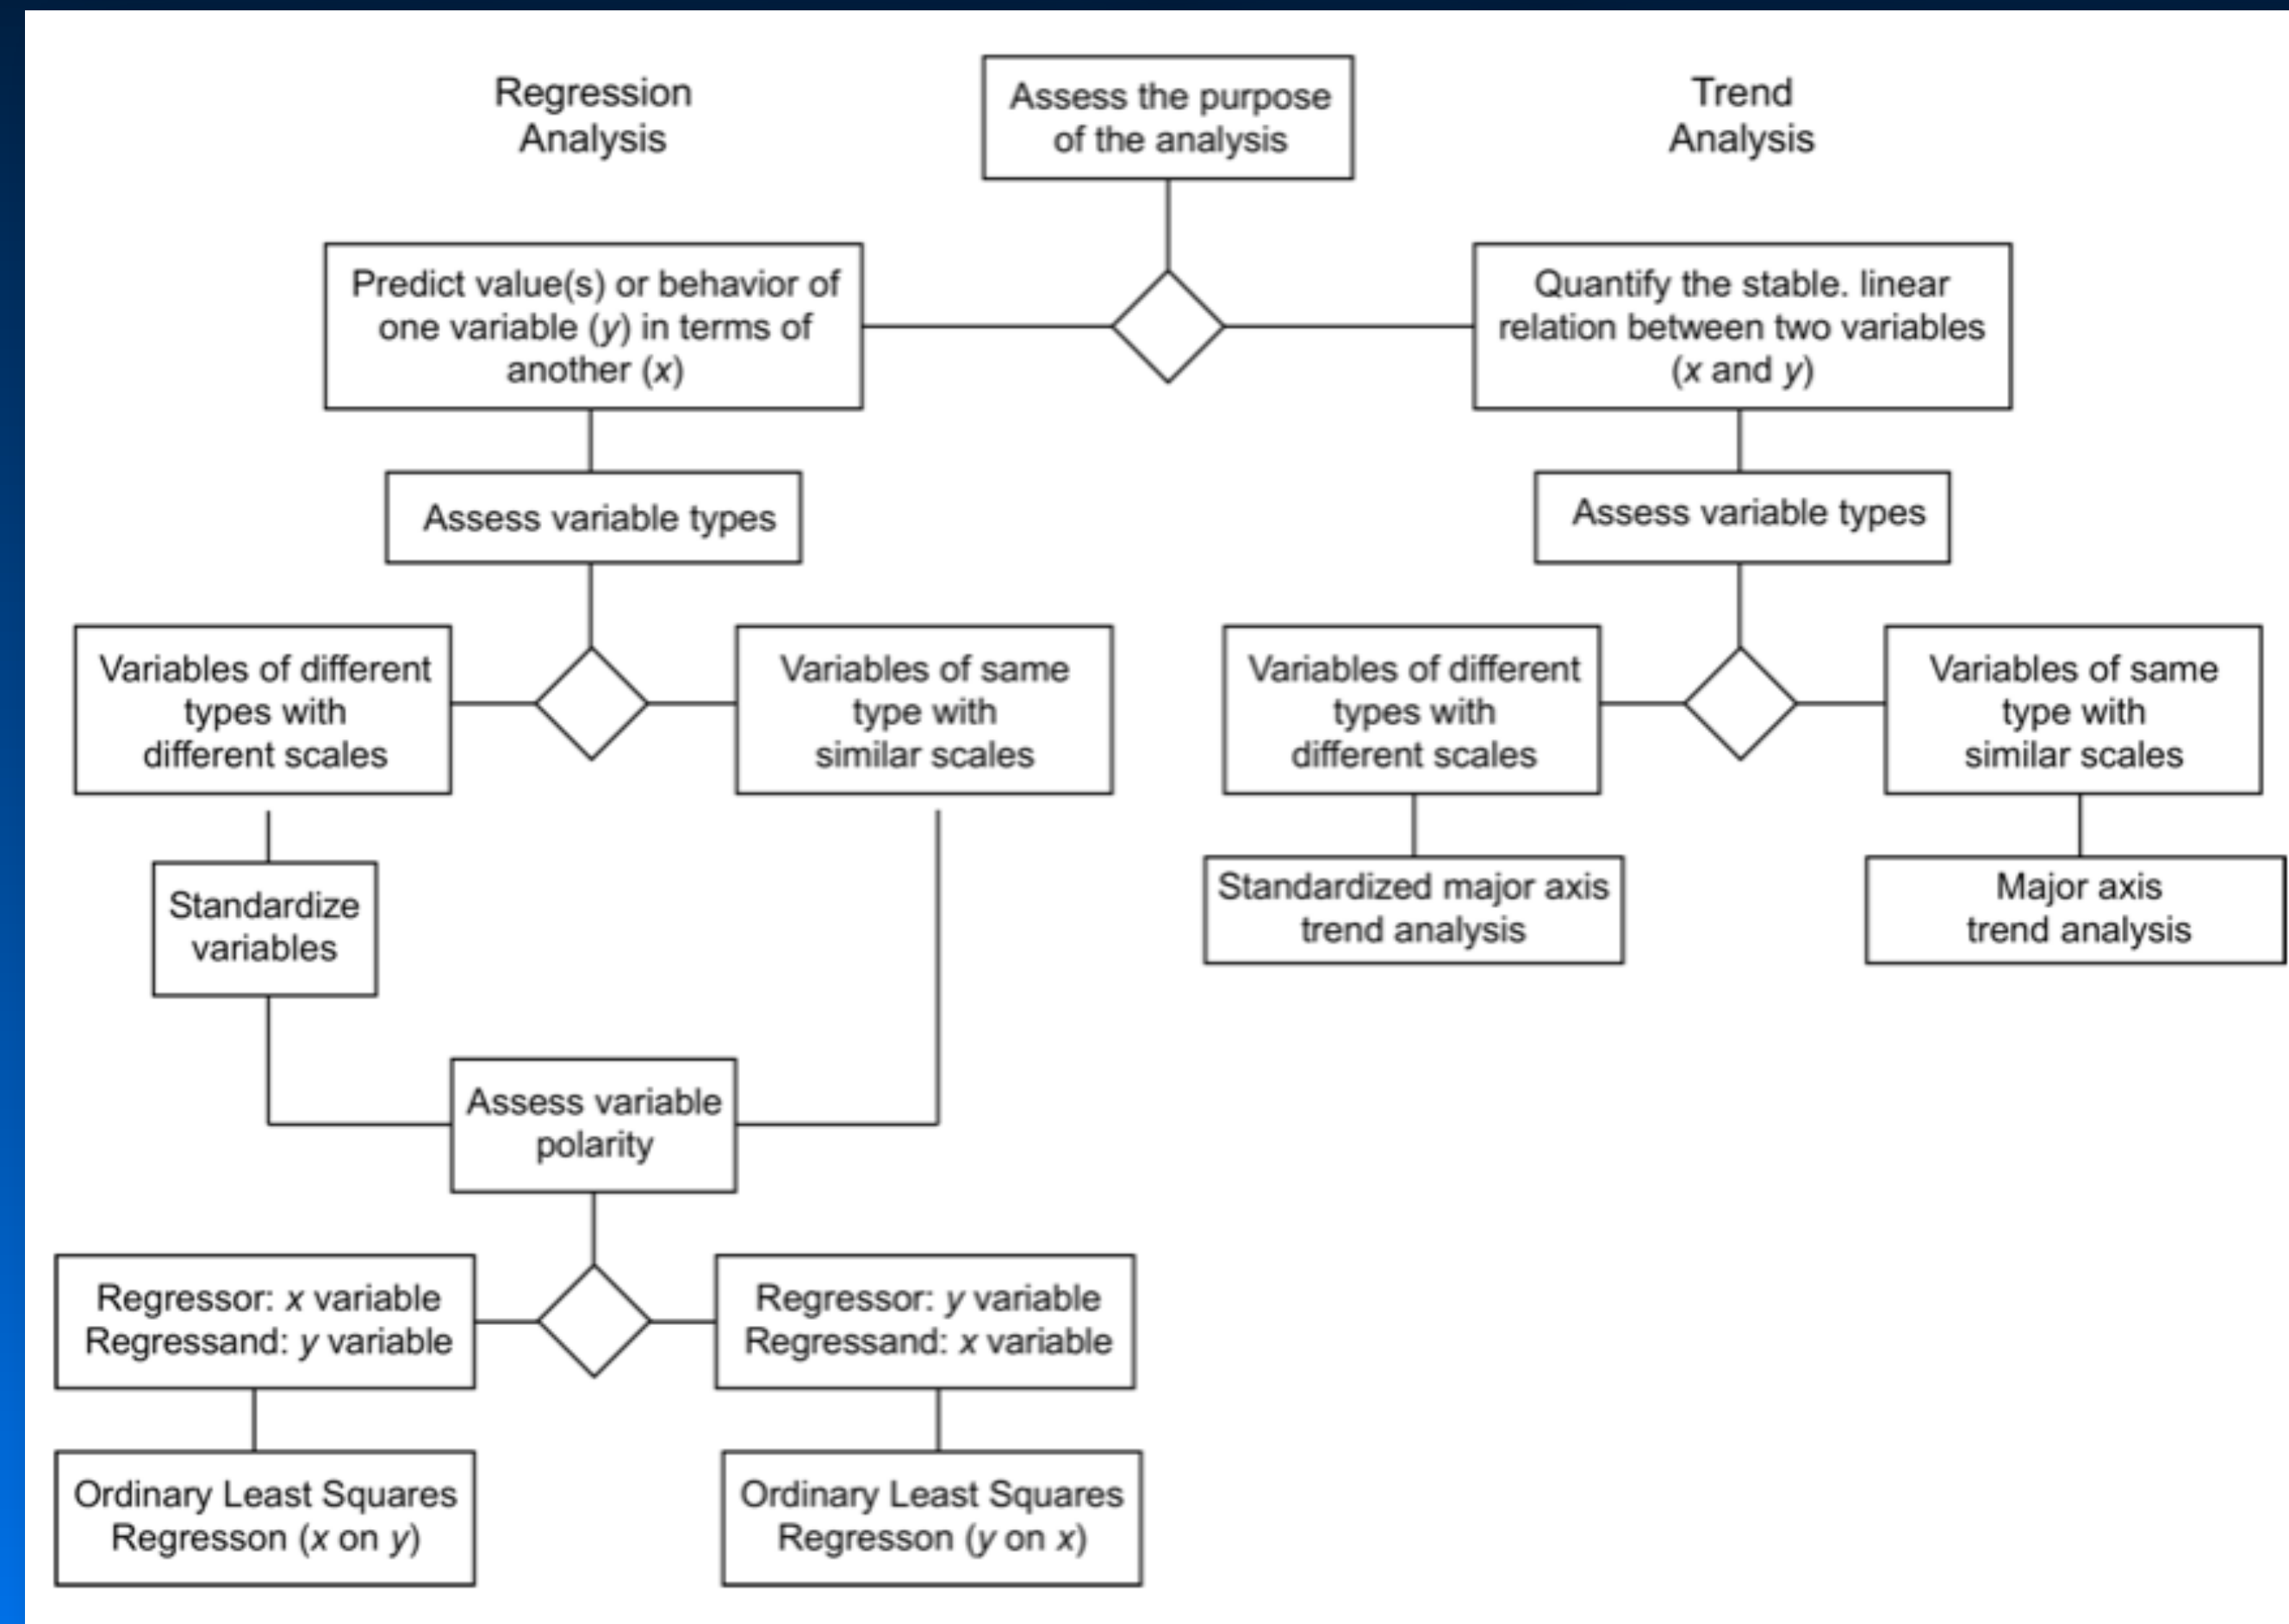 Regression
Analysis
Assess the purpose
of the analysis
Trend
Analysis
Predict value(s) or behavior of
one variable (y) in terms of
another (x)
Quantify the stable. linear
relation between two variables
(x and y)
Assess variable types
Assess variable types
Variables of different
types with
different scales
Variables of same
type with
similar scales
Variables of different
types with
different scales
Variables of same
type with
similar scales
Standardize
variables
Standardized major axis
trend analysis
Major axis
trend analysis
Assess variable
polarity
Regressor: x variable
Regressand: y variable
Regressor: y variable
Regressand: x variable
Ordinary Least Squares
Regresson (x on y)
Ordinary Least Squares
Regresson (y on x)